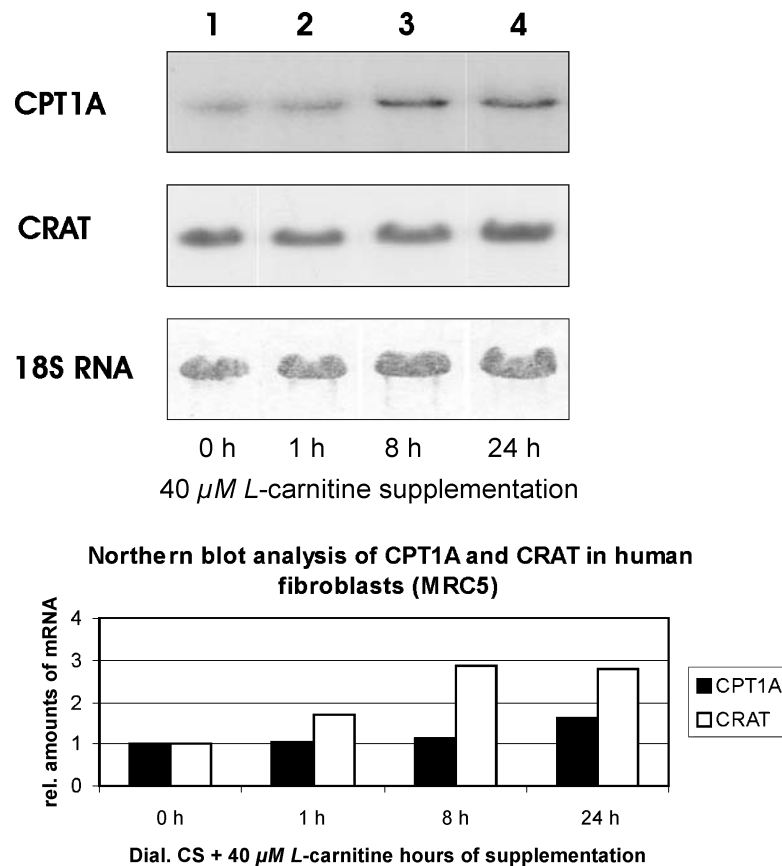 1 2 3 4
CPT1A
CRAT
18S RNA
0 h 1 h 8 h 24 h
40 µM L-carnitine supplementation
Northern blot analysis of CPT1A and CRAT in human
fibroblasts (MRC5)
rel. amounts of mRNA
4
3
2
1
0
CPT1A
CRAT
0 h 1 h 8 h 24 h
Dial. CS + 40 µM L-carnitine hours of supplementation